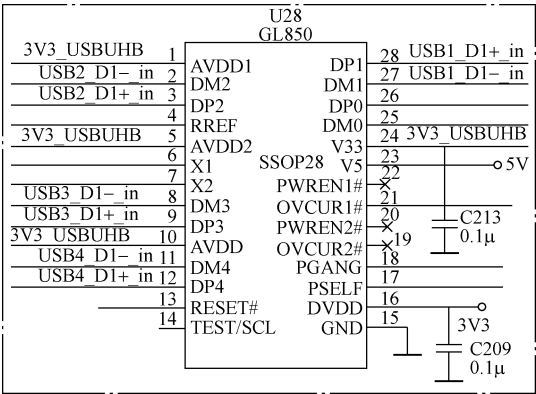 U28
GL850
3V3_USBUHB 1 AVDD1 DP1 28 USB1_D1+_in
USB2_D1−_in 2 DM2 DM1 27 USB1_D1−_in
USB2_D1+_in 3 DP2 DP0 26
4 RREF DM0 25
3V3_USBUHB 5 AVDD2 V33 24 3V3_USBUHB
6 X1 SSOP28 V5 23 5V
7 X2 PWREN1# 22
USB3_D1−_in 8 DM3 OVCUR1# 21
USB3_D1+_in 9 DP3 PWREN2# 20 C213
3V3_USBUHB 10 AVDD OVCUR2# 19 0.1μ
USB4_D1−_in 11 DM4 PGANG 18
USB4_D1+_in 12 DP4 PSELF 17
13 RESET# DVDD 16
14 TEST/SCL GND 15 3V3
C209
0.1μ